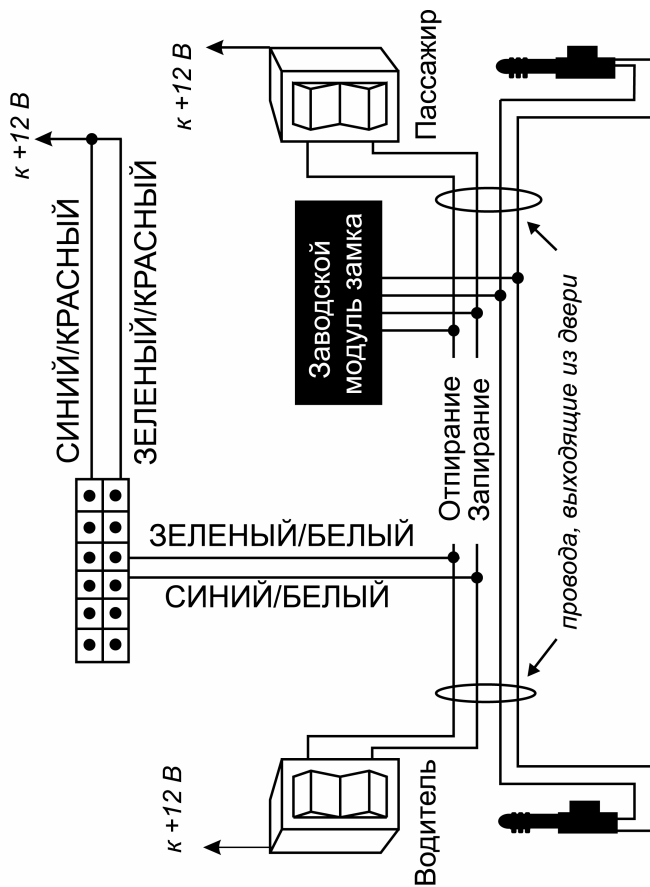 к +12 В
СИНИЙ/КРАСНЫЙ
ЗЕЛЕНЫЙ/КРАСНЫЙ
ЗЕЛЕНЫЙ/БЕЛЫЙ
СИНИЙ/БЕЛЫЙ
к +12 В
Водитель
к +12 В
Пассажир
Заводской
модуль замка
Отпирание
Запирание
провода, выходящие из двери